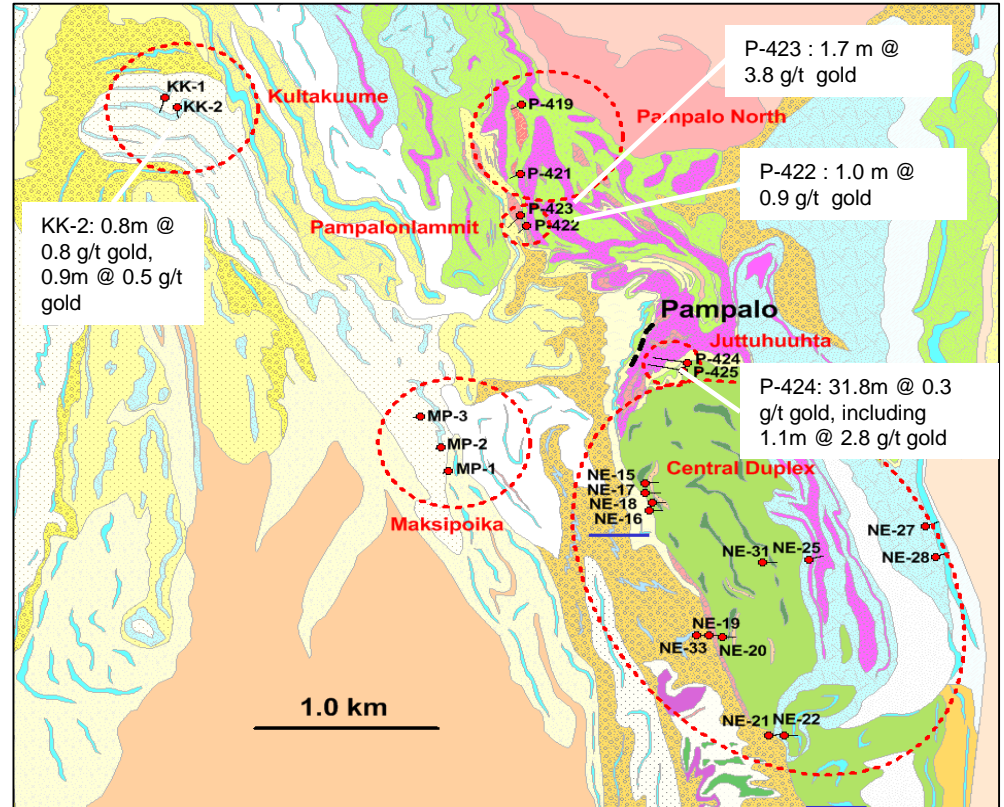 P-423 : 1.7 m @
3.8 g/t gold
KK-1
KK-2
Kultakuume
P-419
Pampalo North
P-422 : 1.0 m @
0.9 g/t gold
P-421
P-423
P-422
Pampalonlammit
KK-2: 0.8m @
0.8 g/t gold,
0.9m @ 0.5 g/t
gold
Pampalo
Juttuhuuhta
P-424
P-425
P-424: 31.8m @ 0.3
g/t gold, including
1.1m @ 2.8 g/t gold
MP-3
MP-2
MP-1
Maksipoika
Central Duplex
NE-15
NE-17
NE-18
NE-16
NE-27
NE-28
NE-31
NE-25
NE-19
NE-33
NE-20
1.0 km
NE-21
NE-22